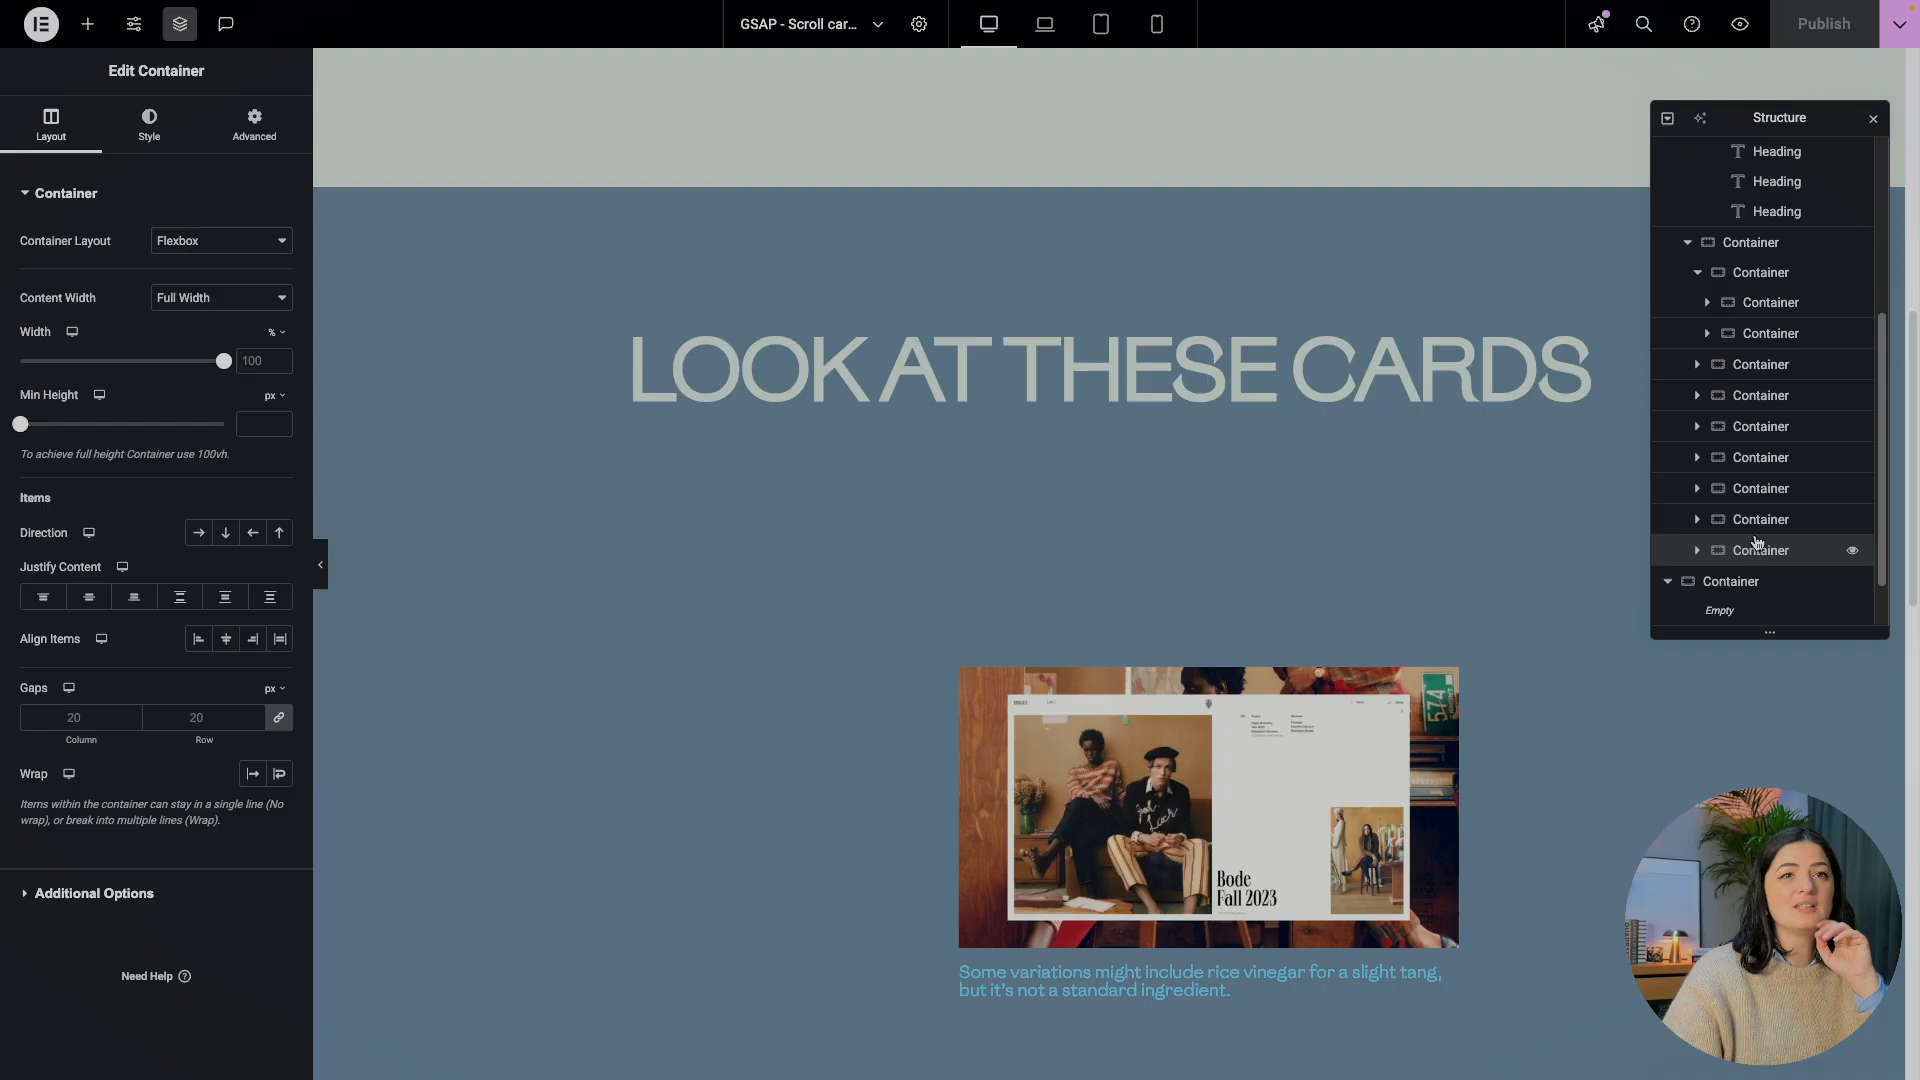 GSAP - Scroll car...
Publish
Edit Container
Layout
Style
Advanced
Container
Container Layout
Flexbox
Content Width
Full Width
Width
%
100
Min Height
px
To achieve full height Container use 100vh.
Items
Direction
Justify Content
Align Items
Gaps
px
20
20
Column
Row
Wrap
Items within the container can stay in a single line (No
wrap), or break into multiple lines (Wrap).
Additional Options
Need Help
LOOK AT THESE CARDS
574
Bode
Fall 2023
Some variations might include rice vinegar for a slight tang,
but it's not a standard ingredient.
Structure
Heading
Heading
Heading
Container
Container
Container
Container
Container
Container
Container
Container
Container
Container
Container
Container
Empty